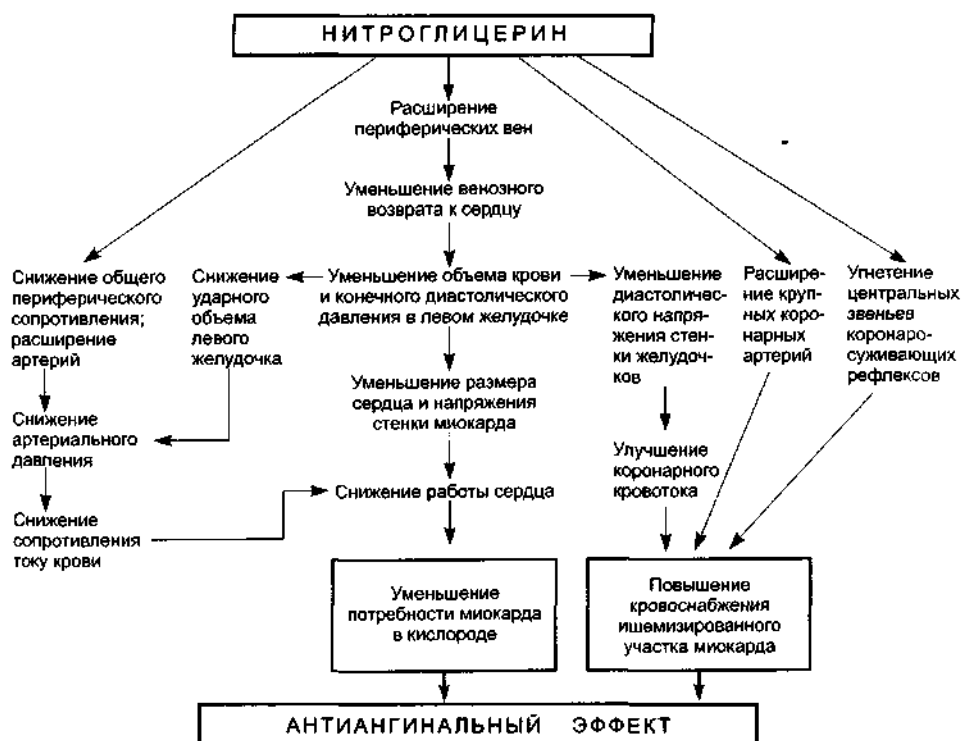 НИТРОГЛИЦЕРИН
Расширение
периферических вен
Уменьшение венозного
возврата к сердцу
Снижение общего
периферического
сопротивления;
расширение
артерий
Снижение
ударного
объема
левого
желудочка
Уменьшение объема крови
и конечного диастолического
давления в левом желудочке
Уменьшение
диастоличес-
кого напря-
жения стен-
ки желудоч-
ков
Расшире-
ние круп-
ных коро-
нарных
артерий
Угнетение
центральных
звеньев
коронаро-
суживающих
рефлексов
Уменьшение размера
сердца и напряжения
стенки миокарда
Снижение
артериального
давления
Улучшение
коронарного
кровотока
Снижение работы сердца
Снижение
сопротивления
току крови
Уменьшение
потребности миокарда
в кислороде
Повышение
кровоснабжения
ишемизированного
участка миокарда
АНТИАНГИНАЛЬНЫЙ ЭФФЕКТ